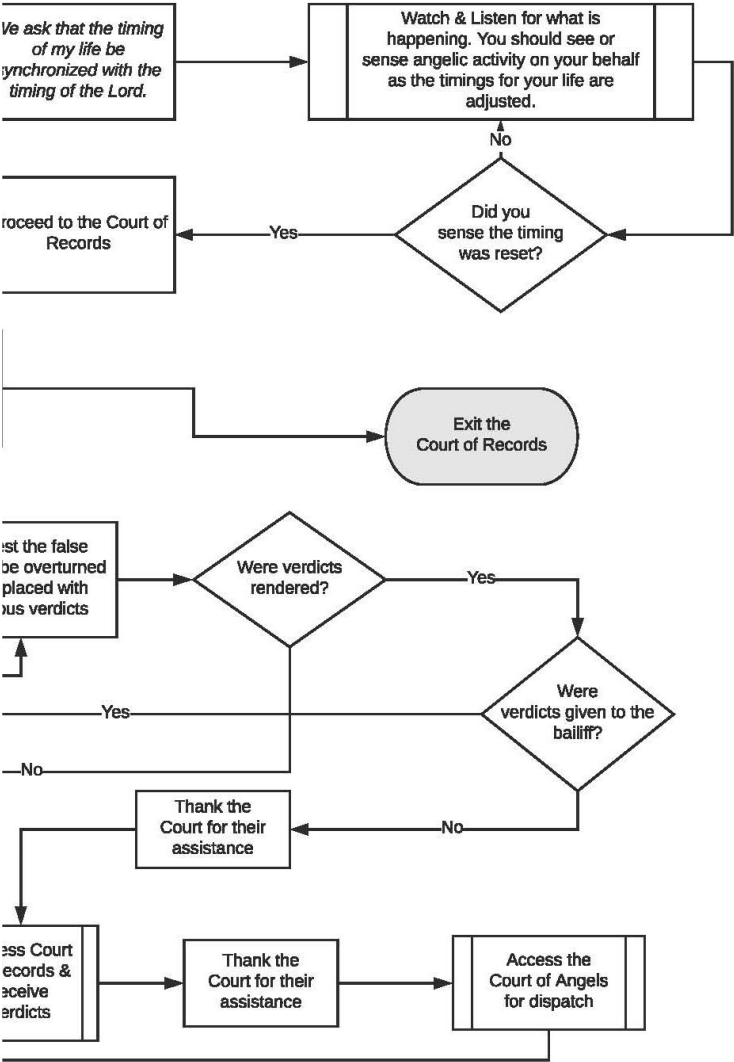 We ask that the timing
of my life be
synchronized with the
timing of the Lord.
Watch & Listen for what is
happening. You should see or
sense angelic activity on your behalf
as the timings for your life are
adjusted.
No
roceed to the Court of
Records
Yes
Did you
sense the timing
was reset?
Exit the
Court of Records
est the false
be overturned
placed with
ous verdicts
Were verdicts
rendered?
Yes
Were
verdicts given to the
bailiff?
Yes
No
Thank the
Court for their
assistance
No
ess Court
ecords &
eceive
erdicts
Thank the
Court for their
assistance
Access the
Court of Angels
for dispatch